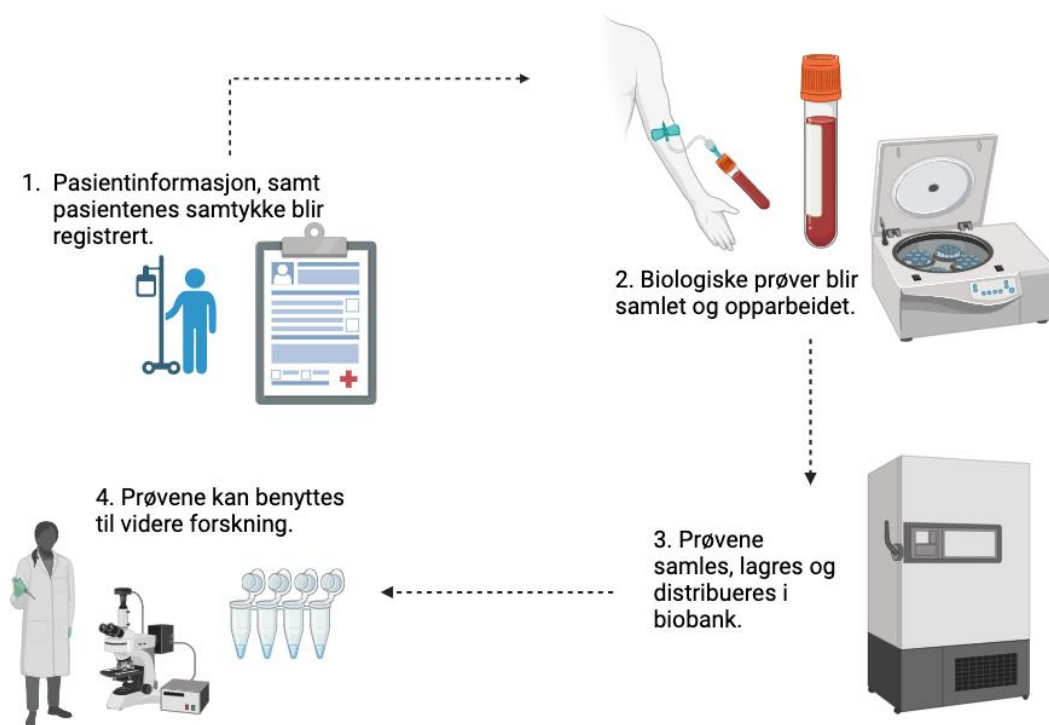 1. Pasientinformasjon, samt
pasientenes samtykke blir
registrert.
2. Biologiske prøver blir
samlet og opparbeidet.
3. Prøvene
samles, lagres og
distribueres i
biobank.
4. Prøvene kan benyttes
til videre forskning.